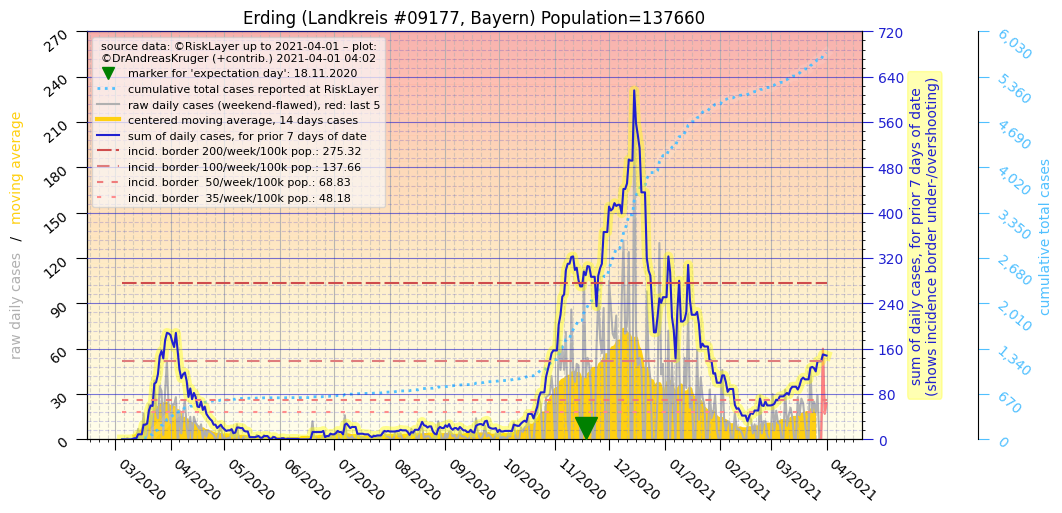 Erding (Landkreis #09177, Bayern) Population=137660
source data: ©RiskLayer up to 2021-04-01 – plot:
©DrAndreasKruger (+contrib.) 2021-04-01 04:02
marker for 'expectation day': 18.11.2020
cumulative total cases reported at RiskLayer
raw daily cases (weekend-flawed), red: last 5
centered moving average, 14 days cases
sum of daily cases, for prior 7 days of date
incid. border 200/week/100k pop.: 275.32
incid. border 100/week/100k pop.: 137.66
incid. border  50/week/100k pop.: 68.83
incid. border  35/week/100k pop.: 48.18
raw daily cases  /  moving average
270
240
210
180
150
120
90
60
30
0
03/2020
04/2020
05/2020
06/2020
07/2020
08/2020
09/2020
10/2020
11/2020
12/2020
01/2021
02/2021
03/2021
04/2021
720
640
560
480
400
320
240
160
80
0
sum of daily cases, for prior 7 days of date
(shows incidence border under-/overshooting)
6,030
5,360
4,690
4,020
3,350
2,680
2,010
1,340
670
0
cumulative total cases